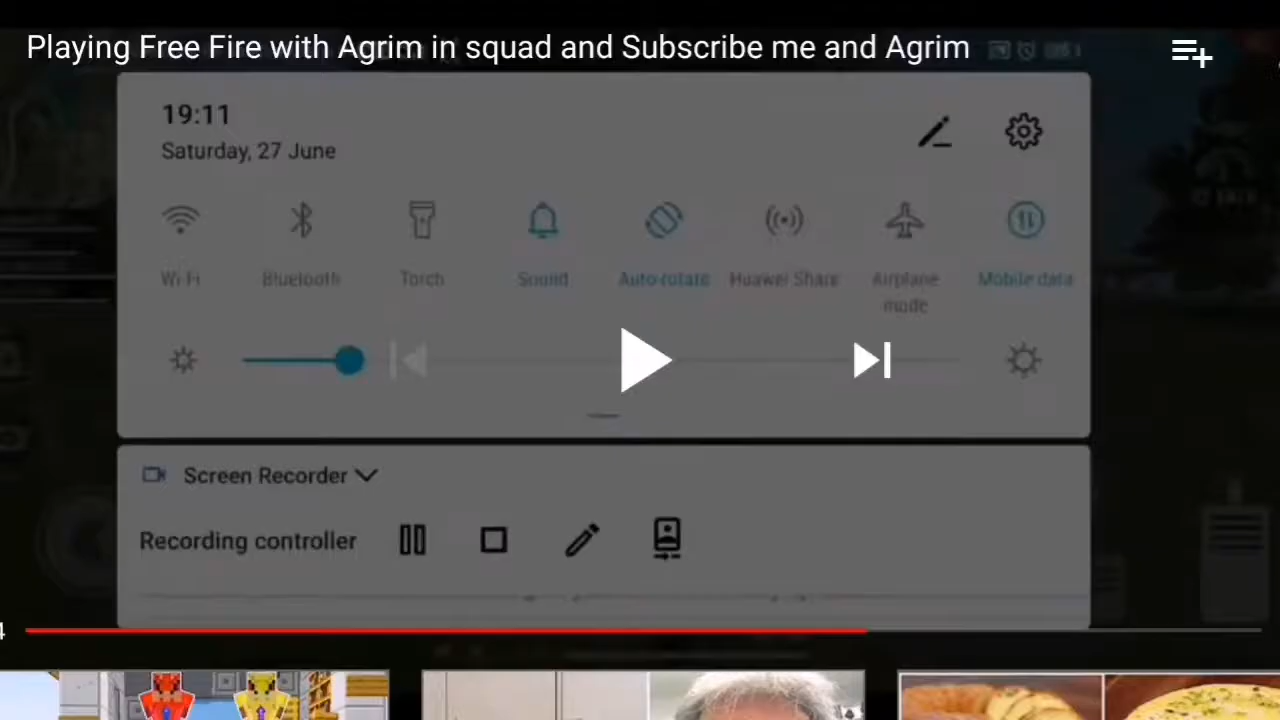 Playing Free Fire with Agrim in squad and Subscribe me and Agrim
19:11
Saturday, 27 June
Wi-Fi Bluetooth Torch Sound Auto-rotate Huawei Share Airplane mode Mobile data
Screen Recorder
Recording controller
4